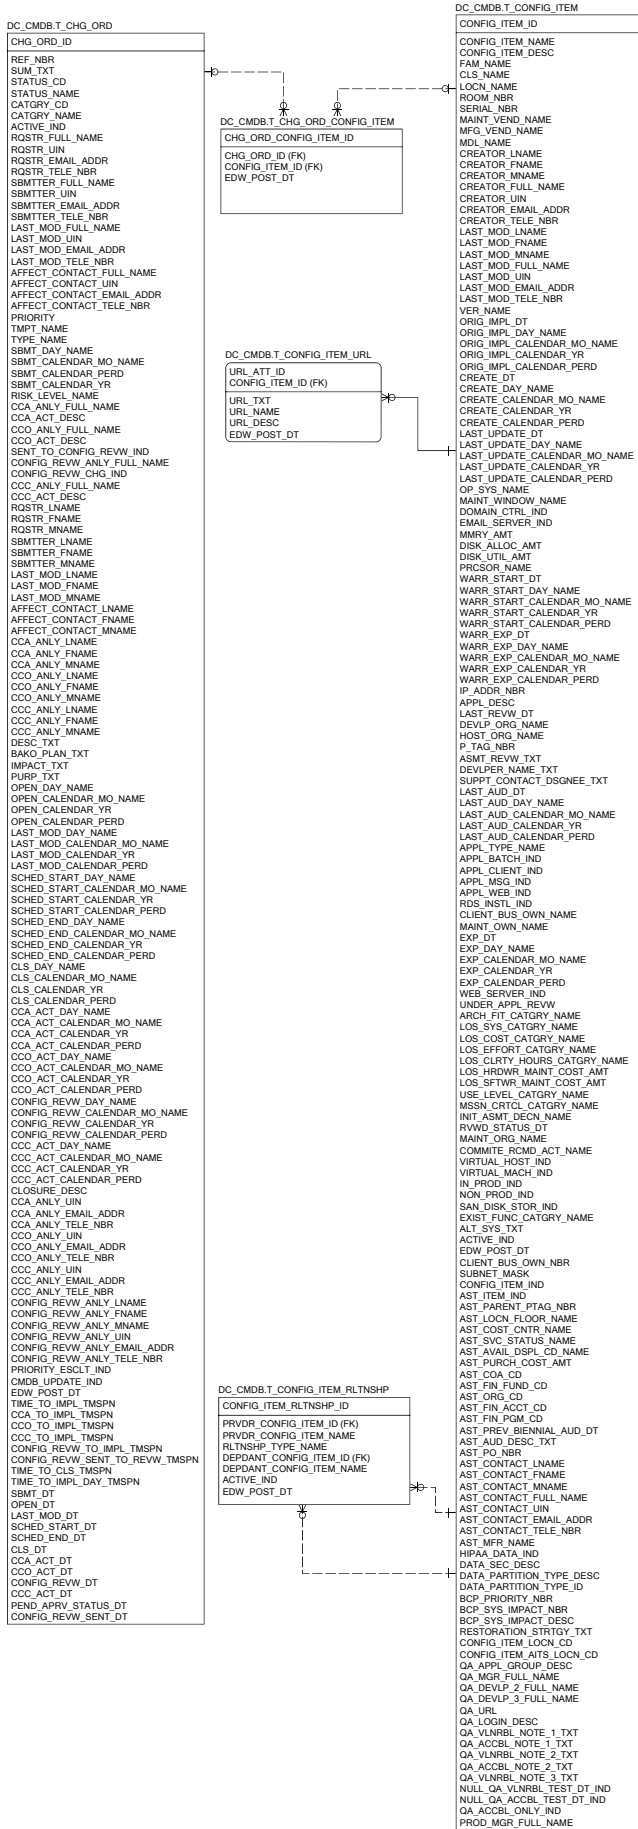 DC_CMDB.T_CHG_ORD
CHG_ORD_ID
REF_NBR
SUM_TXT
STATUS_CD
STATUS_NAME
CATGRY_CD
CATGRY_NAME
ACTIVE_IND
RQSTR_FULL_NAME
RQSTR_UIN
RQSTR_EMAIL_ADDR
RQSTR_TELE_NBR
SBMTTER_FULL_NAME
SBMTTER_UIN
SBMTTER_EMAIL_ADDR
SBMTTER_TELE_NBR
LAST_MOD_FULL_NAME
LAST_MOD_UIN
LAST_MOD_EMAIL_ADDR
LAST_MOD_TELE_NBR
AFFECT_CONTACT_FULL_NAME
AFFECT_CONTACT_UIN
AFFECT_CONTACT_EMAIL_ADDR
AFFECT_CONTACT_TELE_NBR
PRIORITY
TMPT_NAME
TYPE_NAME
SBMT_DAY_NAME
SBMT_CALENDAR_MO_NAME
SBMT_CALENDAR_PERD
SBMT_CALENDAR_YR
RISK_LEVEL_NAME
CCA_ANLY_FULL_NAME
CCA_ACT_DESC
CCO_ANLY_FULL_NAME
CCO_ACT_DESC
SENT_TO_CONFIG_REVW_IND
CONFIG_REVW_ANLY_FULL_NAME
CONFIG_REVW_CHG_IND
CCC_ANLY_FULL_NAME
CCC_ACT_DESC
RQSTR_LNAME
RQSTR_FNAME
RQSTR_MNAME
SBMTTER_LNAME
SBMTTER_FNAME
SBMTTER_MNAME
LAST_MOD_LNAME
LAST_MOD_FNAME
LAST_MOD_MNAME
AFFECT_CONTACT_LNAME
AFFECT_CONTACT_FNAME
AFFECT_CONTACT_MNAME
CCA_ANLY_LNAME
CCA_ANLY_FNAME
CCA_ANLY_MNAME
CCO_ANLY_LNAME
CCO_ANLY_FNAME
CCO_ANLY_MNAME
CCC_ANLY_LNAME
CCC_ANLY_FNAME
CCC_ANLY_MNAME
DESC_TXT
BAKO_PLAN_TXT
IMPACT_TXT
PURP_TXT
OPEN_DAY_NAME
OPEN_CALENDAR_MO_NAME
OPEN_CALENDAR_YR
OPEN_CALENDAR_PERD
LAST_MOD_DAY_NAME
LAST_MOD_CALENDAR_MO_NAME
LAST_MOD_CALENDAR_YR
LAST_MOD_CALENDAR_PERD
SCHED_START_DAY_NAME
SCHED_START_CALENDAR_MO_NAME
SCHED_START_CALENDAR_YR
SCHED_START_CALENDAR_PERD
SCHED_END_DAY_NAME
SCHED_END_CALENDAR_MO_NAME
SCHED_END_CALENDAR_YR
SCHED_END_CALENDAR_PERD
CLS_DAY_NAME
CLS_CALENDAR_MO_NAME
CLS_CALENDAR_YR
CLS_CALENDAR_PERD
CCA_ACT_DAY_NAME
CCA_ACT_CALENDAR_MO_NAME
CCA_ACT_CALENDAR_YR
CCA_ACT_CALENDAR_PERD
CCO_ACT_DAY_NAME
CCO_ACT_CALENDAR_MO_NAME
CCO_ACT_CALENDAR_YR
CCO_ACT_CALENDAR_PERD
CONFIG_REVW_DAY_NAME
CONFIG_REVW_CALENDAR_MO_NAME
CONFIG_REVW_CALENDAR_YR
CONFIG_REVW_CALENDAR_PERD
CCC_ACT_DAY_NAME
CCC_ACT_CALENDAR_MO_NAME
CCC_ACT_CALENDAR_YR
CCC_ACT_CALENDAR_PERD
CLOSURE_DESC
CCA_ANLY_UIN
CCA_ANLY_EMAIL_ADDR
CCA_ANLY_TELE_NBR
CCO_ANLY_UIN
CCO_ANLY_EMAIL_ADDR
CCO_ANLY_TELE_NBR
CCC_ANLY_UIN
CCC_ANLY_EMAIL_ADDR
CCC_ANLY_TELE_NBR
CONFIG_REVW_ANLY_LNAME
CONFIG_REVW_ANLY_FNAME
CONFIG_REVW_ANLY_MNAME
CONFIG_REVW_ANLY_UIN
CONFIG_REVW_ANLY_EMAIL_ADDR
CONFIG_REVW_ANLY_TELE_NBR
PRIORITY_ESCLT_IND
CMDB_UPDATE_IND
EDW_POST_DT
TIME_TO_IMPL_TMSPN
CCA_TO_IMPL_TMSPN
CCO_TO_IMPL_TMSPN
CCC_TO_IMPL_TMSPN
CONFIG_REVW_TO_IMPL_TMSPN
CONFIG_REVW_SENT_TO_REVW_TMSPN
TIME_TO_CLS_TMSPN
TIME_TO_IMPL_DAY_TMSPN
SBMT_DT
OPEN_DT
LAST_MOD_DT
SCHED_START_DT
SCHED_END_DT
CLS_DT
CCA_ACT_DT
CCO_ACT_DT
CONFIG_REVW_DT
CCC_ACT_DT
PEND_APRV_STATUS_DT
CONFIG_REVW_SENT_DT
DC_CMDB.T_CHG_ORD_CONFIG_ITEM
CHG_ORD_CONFIG_ITEM_ID
CHG_ORD_ID (FK)
CONFIG_ITEM_ID (FK)
EDW_POST_DT
DC_CMDB.T_CONFIG_ITEM_URL
URL_ATT_ID
CONFIG_ITEM_ID (FK)
URL_TXT
URL_NAME
URL_DESC
EDW_POST_DT
DC_CMDB.T_CONFIG_ITEM_RLTNSHP
CONFIG_ITEM_RLTNSHP_ID
PRVDR_CONFIG_ITEM_ID (FK)
PRVDR_CONFIG_ITEM_NAME
RLTNSHP_TYPE_NAME
DEPDANT_CONFIG_ITEM_ID (FK)
DEPDANT_CONFIG_ITEM_NAME
ACTIVE_IND
EDW_POST_DT
DC_CMDB.T_CONFIG_ITEM
CONFIG_ITEM_ID
CONFIG_ITEM_NAME
CONFIG_ITEM_DESC
FAM_NAME
CLS_NAME
LOCN_NAME
ROOM_NBR
SERIAL_NBR
MAINT_VEND_NAME
MFG_VEND_NAME
MDL_NAME
CREATOR_LNAME
CREATOR_FNAME
CREATOR_MNAME
CREATOR_FULL_NAME
CREATOR_UIN
CREATOR_EMAIL_ADDR
CREATOR_TELE_NBR
LAST_MOD_LNAME
LAST_MOD_FNAME
LAST_MOD_MNAME
LAST_MOD_FULL_NAME
LAST_MOD_UIN
LAST_MOD_EMAIL_ADDR
LAST_MOD_TELE_NBR
VER_NAME
ORIG_IMPL_DT
ORIG_IMPL_DAY_NAME
ORIG_IMPL_CALENDAR_MO_NAME
ORIG_IMPL_CALENDAR_YR
ORIG_IMPL_CALENDAR_PERD
CREATE_DT
CREATE_DAY_NAME
CREATE_CALENDAR_MO_NAME
CREATE_CALENDAR_YR
CREATE_CALENDAR_PERD
LAST_UPDATE_DT
LAST_UPDATE_DAY_NAME
LAST_UPDATE_CALENDAR_MO_NAME
LAST_UPDATE_CALENDAR_YR
LAST_UPDATE_CALENDAR_PERD
OP_SYS_NAME
MAINT_WINDOW_NAME
DOMAIN_CTRL_IND
EMAIL_SERVER_IND
MMRY_AMT
DISK_ALLOC_AMT
DISK_UTIL_AMT
PRCSOR_NAME
WARR_START_DT
WARR_START_DAY_NAME
WARR_START_CALENDAR_MO_NAME
WARR_START_CALENDAR_YR
WARR_START_CALENDAR_PERD
WARR_EXP_DT
WARR_EXP_DAY_NAME
WARR_EXP_CALENDAR_MO_NAME
WARR_EXP_CALENDAR_YR
WARR_EXP_CALENDAR_PERD
IP_ADDR_NBR
APPL_DESC
LAST_REVW_DT
DEVLP_ORG_NAME
HOST_ORG_NAME
P_TAG_NBR
ASMT_REVW_TXT
DEVLPER_NAME_TXT
SUPPT_CONTACT_DSGNEE_TXT
LAST_AUD_DT
LAST_AUD_DAY_NAME
LAST_AUD_CALENDAR_MO_NAME
LAST_AUD_CALENDAR_YR
LAST_AUD_CALENDAR_PERD
APPL_TYPE_NAME
APPL_BATCH_IND
APPL_CLIENT_IND
APPL_MSG_IND
APPL_WEB_IND
RDS_INSTL_IND
CLIENT_BUS_OWN_NAME
MAINT_OWN_NAME
EXP_DT
EXP_DAY_NAME
EXP_CALENDAR_MO_NAME
EXP_CALENDAR_YR
EXP_CALENDAR_PERD
WEB_SERVER_IND
UNDER_APPL_REVW
ARCH_FIT_CATGRY_NAME
LOS_SYS_CATGRY_NAME
LOS_COST_CATGRY_NAME
LOS_EFFORT_CATGRY_NAME
LOS_CLRTY_HOURS_CATGRY_NAME
LOS_HRDWR_MAINT_COST_AMT
LOS_SFTWR_MAINT_COST_AMT
USE_LEVEL_CATGRY_NAME
MSSN_CRTCL_CATGRY_NAME
INIT_ASMT_DECN_NAME
RVWD_STATUS_DT
MAINT_ORG_NAME
COMMITE_RCMD_ACT_NAME
VIRTUAL_HOST_IND
VIRTUAL_MACH_IND
IN_PROD_IND
NON_PROD_IND
SAN_DISK_STOR_IND
EXIST_FUNC_CATGRY_NAME
ALT_SYS_TXT
ACTIVE_IND
EDW_POST_DT
CLIENT_BUS_OWN_NBR
SUBNET_MASK
CONFIG_ITEM_IND
AST_ITEM_IND
AST_PARENT_PTAG_NBR
AST_LOCN_FLOOR_NAME
AST_COST_CNTR_NAME
AST_SVC_STATUS_NAME
AST_AVAIL_DSPL_CD_NAME
AST_PURCH_COST_AMT
AST_COA_CD
AST_FIN_FUND_CD
AST_ORG_CD
AST_FIN_ACCT_CD
AST_FIN_PGM_CD
AST_PREV_BIENNIAL_AUD_DT
AST_AUD_DESC_TXT
AST_PO_NBR
AST_CONTACT_LNAME
AST_CONTACT_FNAME
AST_CONTACT_MNAME
AST_CONTACT_FULL_NAME
AST_CONTACT_UIN
AST_CONTACT_EMAIL_ADDR
AST_CONTACT_TELE_NBR
AST_MFR_NAME
HIPAA_DATA_IND
DATA_SEC_DESC
DATA_PARTITION_TYPE_DESC
DATA_PARTITION_TYPE_ID
BCP_PRIORITY_NBR
BCP_SYS_IMPACT_NBR
BCP_SYS_IMPACT_DESC
RESTORATION_STRTGY_TXT
CONFIG_ITEM_LOCN_CD
CONFIG_ITEM_AITS_LOCN_CD
QA_APPL_GROUP_DESC
QA_MGR_FULL_NAME
QA_DEVLP_2_FULL_NAME
QA_DEVLP_3_FULL_NAME
QA_URL
QA_LOGIN_DESC
QA_VLNRBL_NOTE_1_TXT
QA_ACCBL_NOTE_1_TXT
QA_VLNRBL_NOTE_2_TXT
QA_ACCBL_NOTE_2_TXT
QA_VLNRBL_NOTE_3_TXT
NULL_QA_VLNRBL_TEST_DT_IND
NULL_QA_ACCBL_TEST_DT_IND
QA_ACCBL_ONLY_IND
PROD_MGR_FULL_NAME